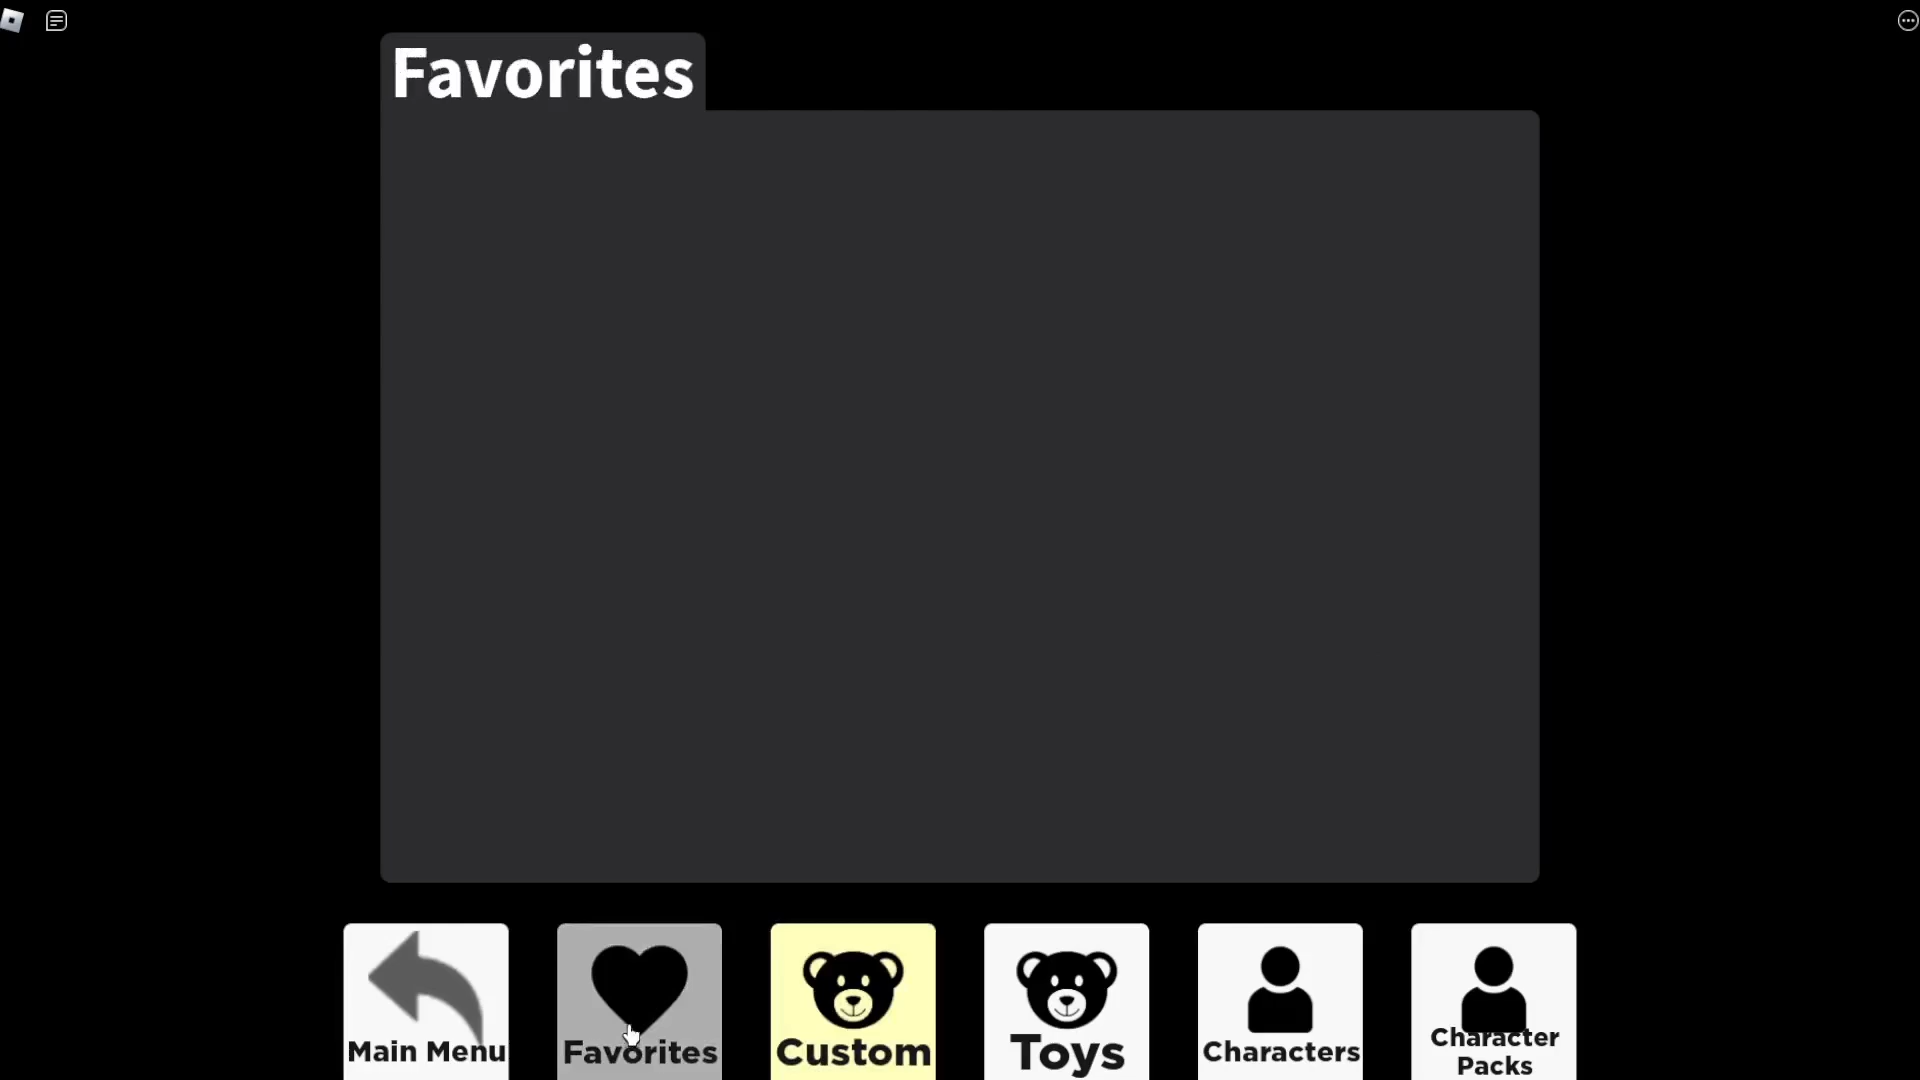 Favorites
Main Menu
Favorites
Custom
Toys
Characters
Character
Packs